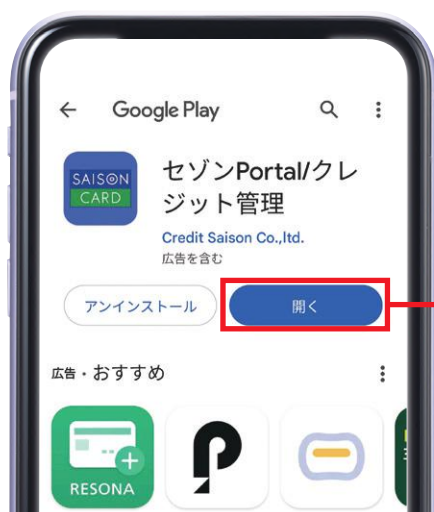 ← Google Play
SAISON
CARD
セゾンPortal/クレ
ジット管理
Credit Saison Co.,ltd.
広告を含む
アンインストール
開く
広告・おすすめ
RESONA